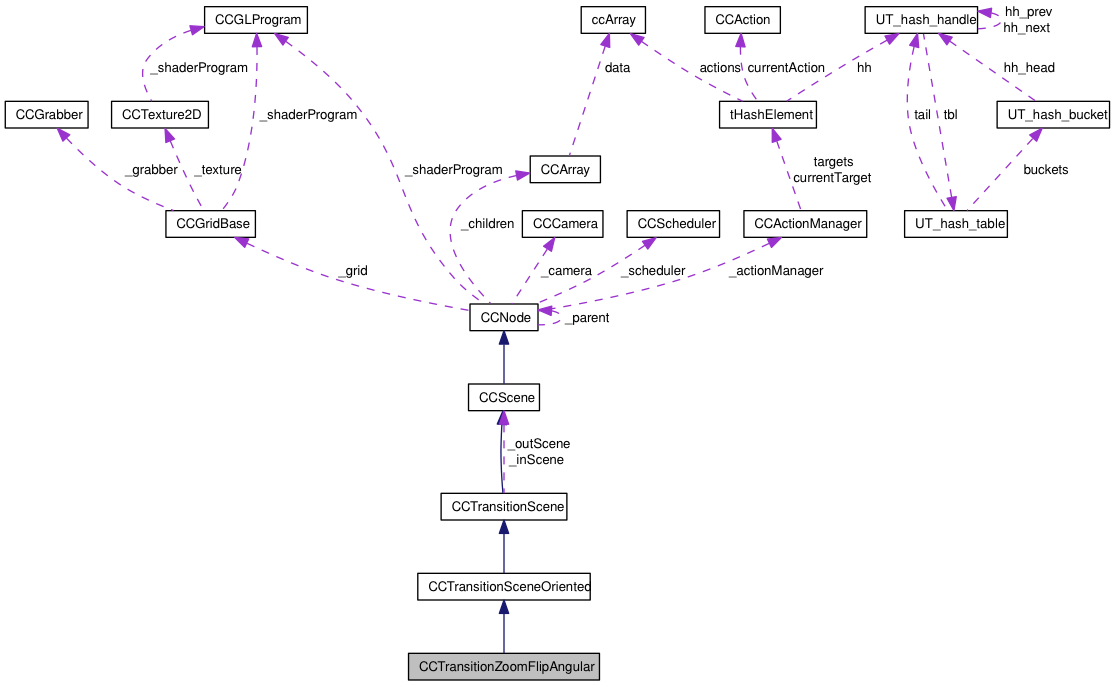 CCGLProgram
ccArray
CCAction
UT_hash_handle
hh_prev
hh_next
_shaderProgram
data
actions
currentAction
hh
hh_head
CCGrabber
CCTexture2D
_shaderProgram
tHashElement
tail
tbl
UT_hash_bucket
_grabber
_texture
_shaderProgram
CCArray
targets
currentTarget
buckets
CCGridBase
_children
CCCamera
CCScheduler
CCActionManager
UT_hash_table
_grid
_camera
_scheduler
_actionManager
CCNode
_parent
CCScene
_outScene
_inScene
CCTransitionScene
CCTransitionSceneOriented
CCTransitionZoomFlipAngular